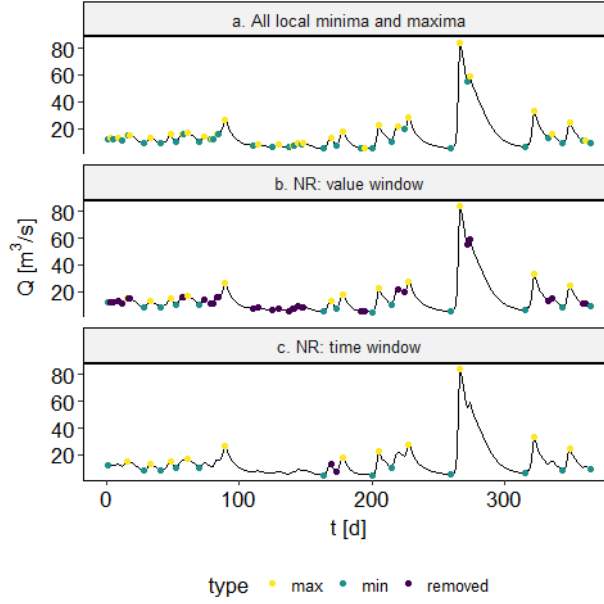 a. All local minima and maxima
80
60
40
20
b. NR: value window
80
60
40
20
c. NR: time window
80
60
40
20
Q [m³/s]
0 100 200 300
t [d]
type max min removed